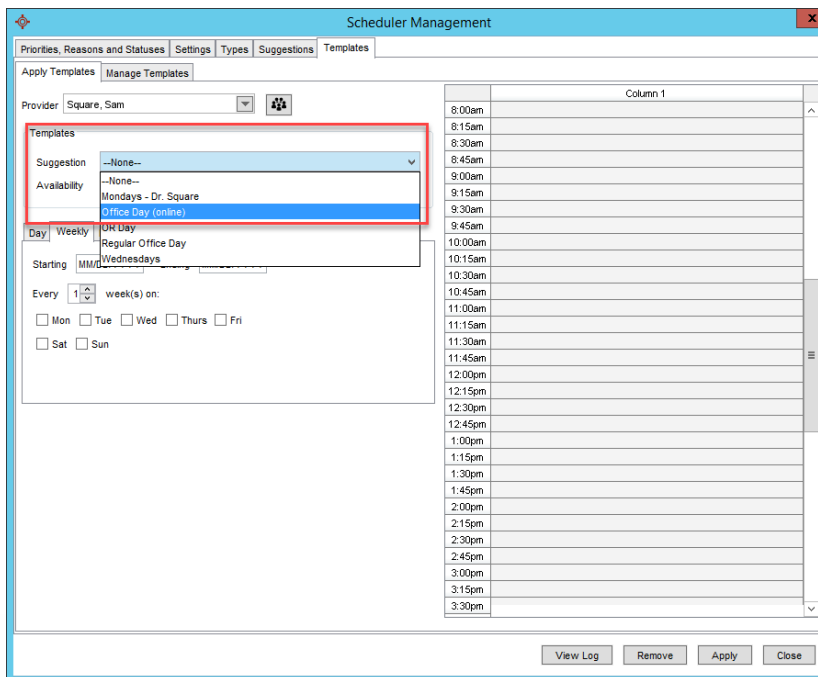 Scheduler Management
x
Priorities, Reasons and Statuses Settings Types Suggestions Templates
Apply Templates Manage Templates
Provider Square, Sam
Templates
Suggestion --None--
Availability
--None--
Mondays - Dr. Square
Office Day (online)
OR Day
Regular Office Day
Wednesdays
Day Weekly
Starting
Every 1 week(s) on:
Mon Tue Wed Thurs Fri
Sat Sun
Column 1
8:00am
8:15am
8:30am
8:45am
9:00am
9:15am
9:30am
9:45am
10:00am
10:15am
10:30am
10:45am
11:00am
11:15am
11:30am
11:45am
12:00pm
12:15pm
12:30pm
12:45pm
1:00pm
1:15pm
1:30pm
1:45pm
2:00pm
2:15pm
2:30pm
2:45pm
3:00pm
3:15pm
3:30pm
View Log Remove Apply Close